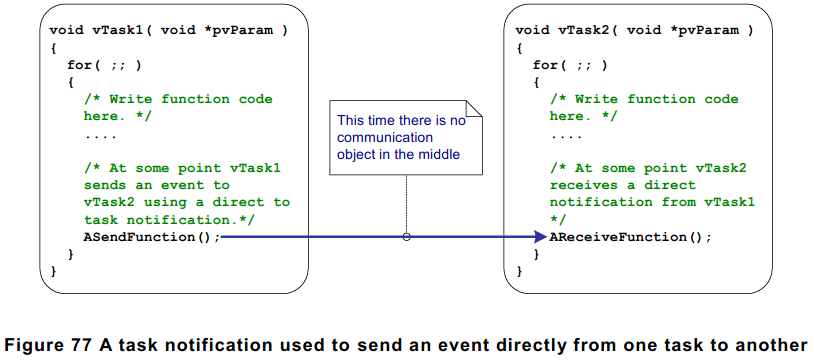 void vTask1( void *pvParam )
{
for( ;; )
{
/* Write function code
here. */
....
/* At some point vTask1
sends an event to
vTask2 using a direct to
task notification.*/
ASendFunction();
}
}
This time there is no
communication
object in the middle
void vTask2( void *pvParam )
{
for( ;; )
{
/* Write function code
here. */
....
/* At some point vTask2
receives a direct
notification from vTask1
*/
AReceiveFunction();
}
}
Figure 77 A task notification used to send an event directly from one task to another